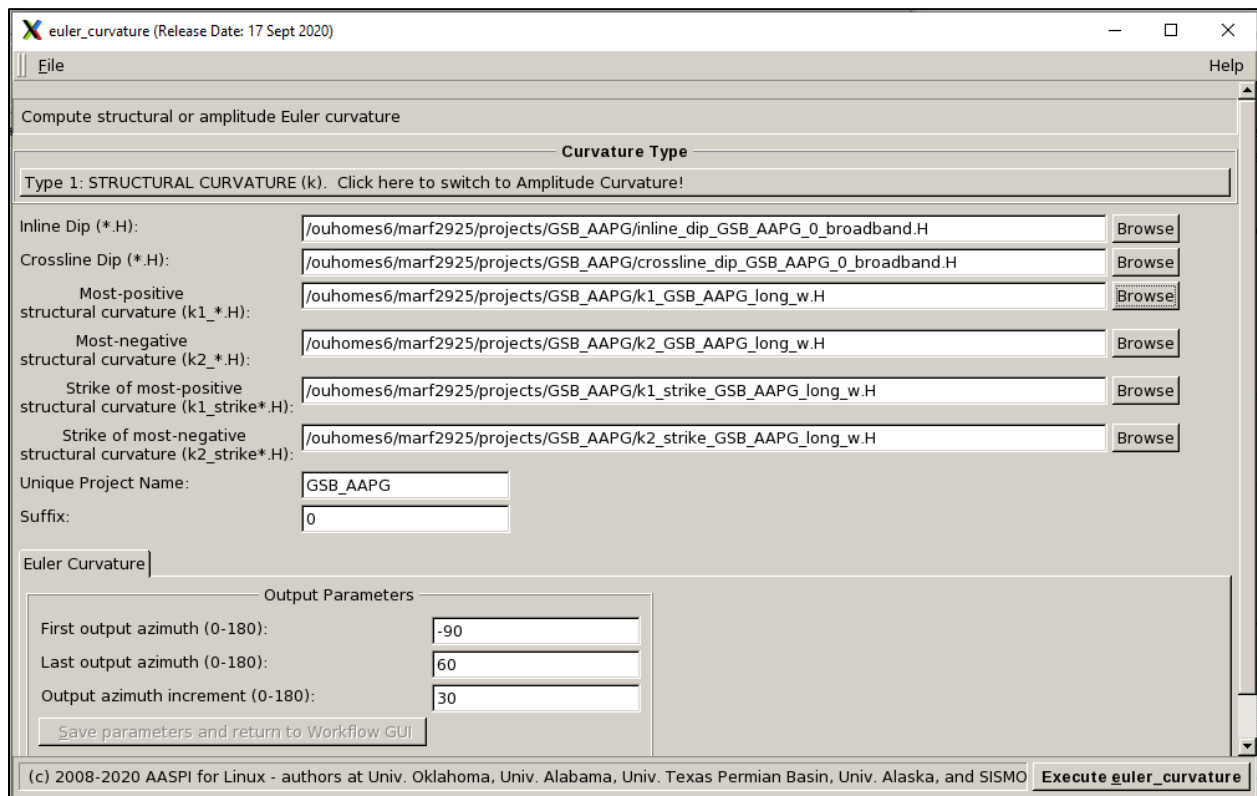 euler_curvature (Release Date: 17 Sept 2020)
File Help
Compute structural or amplitude Euler curvature
Curvature Type
Type 1: STRUCTURAL CURVATURE (k). Click here to switch to Amplitude Curvature!
Inline Dip (*.H): /ouhomes6/marf2925/projects/GSB_AAPG/inline_dip_GSB_AAPG_0_broadband.H Browse
Crossline Dip (*.H): /ouhomes6/marf2925/projects/GSB_AAPG/crossline_dip_GSB_AAPG_0_broadband.H Browse
Most-positive
structural curvature (k1_*.H): /ouhomes6/marf2925/projects/GSB_AAPG/k1_GSB_AAPG_long_w.H Browse
Most-negative
structural curvature (k2_*.H): /ouhomes6/marf2925/projects/GSB_AAPG/k2_GSB_AAPG_long_w.H Browse
Strike of most-positive
structural curvature (k1_strike*.H): /ouhomes6/marf2925/projects/GSB_AAPG/k1_strike_GSB_AAPG_long_w.H Browse
Strike of most-negative
structural curvature (k2_strike*.H): /ouhomes6/marf2925/projects/GSB_AAPG/k2_strike_GSB_AAPG_long_w.H Browse
Unique Project Name: GSB_AAPG
Suffix: 0
Euler Curvature
Output Parameters
First output azimuth (0-180): -90
Last output azimuth (0-180): 60
Output azimuth increment (0-180): 30
Save parameters and return to Workflow GUI
(c) 2008-2020 AASPI for Linux - authors at Univ. Oklahoma, Univ. Alabama, Univ. Texas Permian Basin, Univ. Alaska, and SISMO Execute euler_curvature